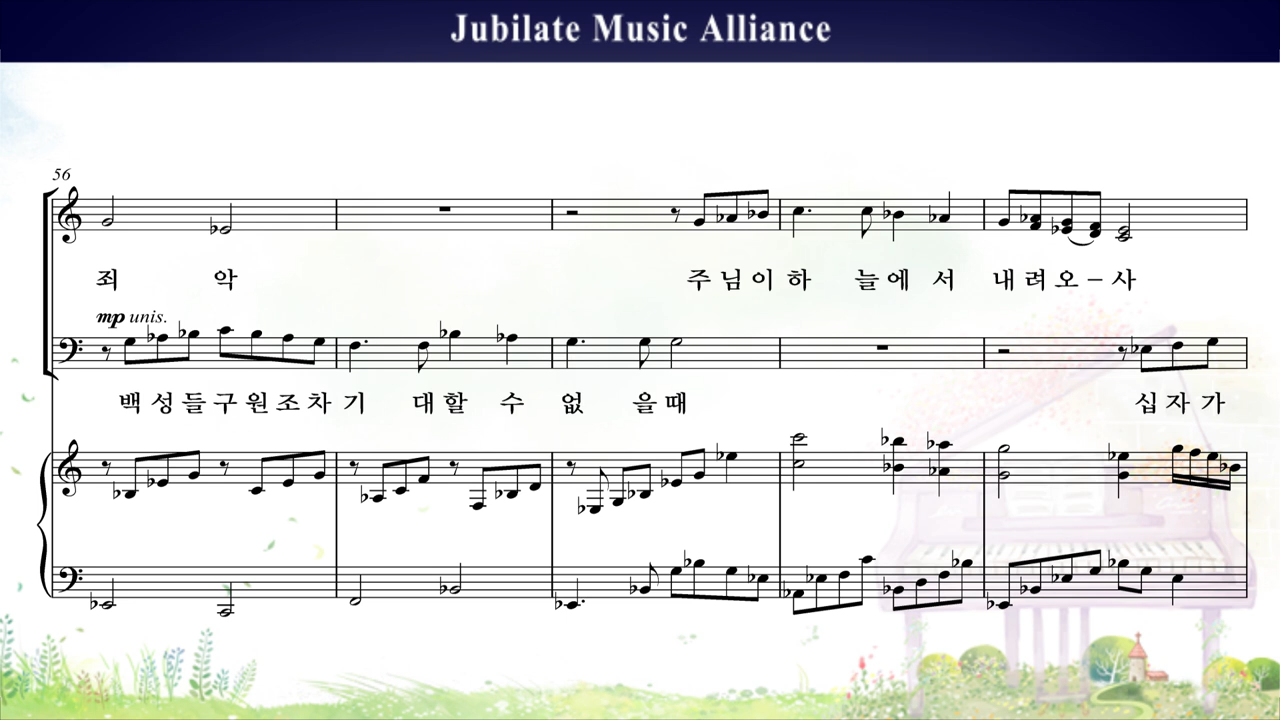 Jubilate Music Alliance
56
죄 악 주 님 이 하 늘 에 서 내 려 오 – 사
mp unis.
백 성 들 구 원 조 차 기 대 할 수 없 을 때 십 자 가